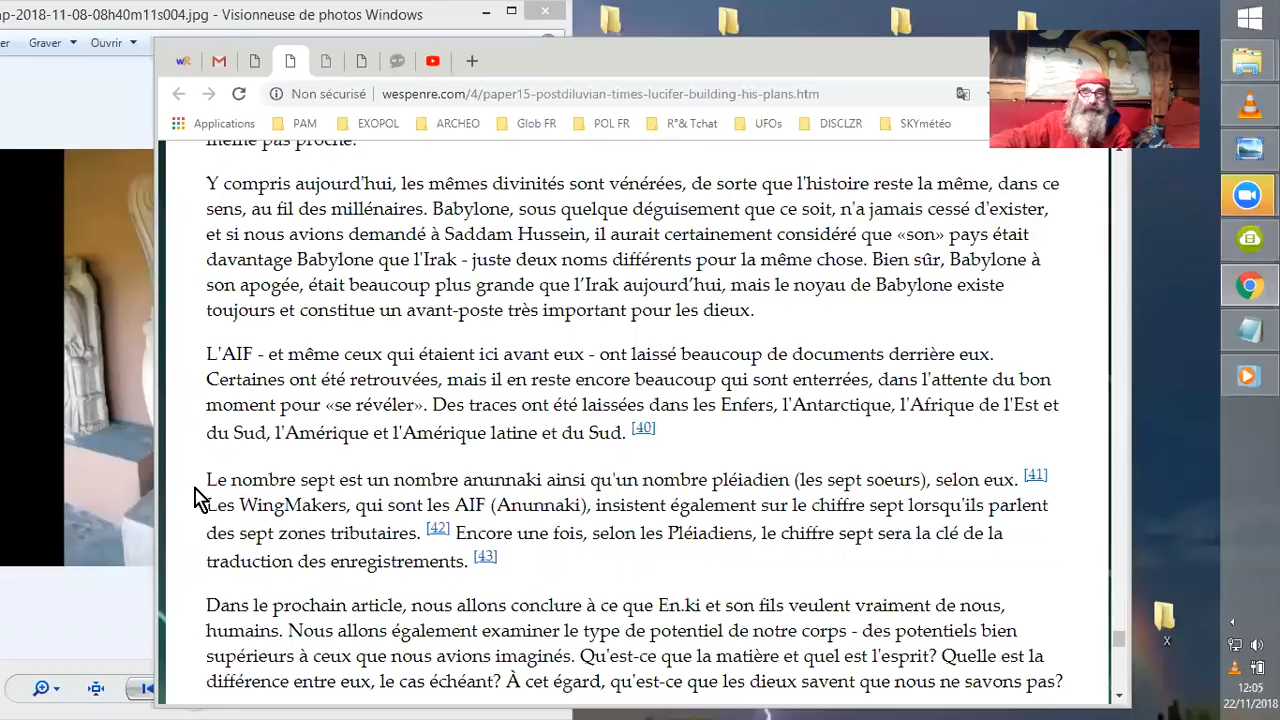 ap-2018-11-08-08h40m11s004.jpg - Visionneuse de photos Windows
Graver
Ouvrir
wR
Non sécurisé
wespenre.com/4/paper15-postdiluvian-times-lucifer-building-his-plans.htm
Applications
PAM
EXOPOL
ARCHEO
Glob FR
POL FR
R°& Tchat
UFOs
DISCLZR
SKYmétéo
même pas proche.
Y compris aujourd'hui, les mêmes divinités sont vénérées, de sorte que l'histoire reste la même, dans ce
sens, au fil des millénaires. Babylone, sous quelque déguisement que ce soit, n'a jamais cessé d'exister,
et si nous avions demandé à Saddam Hussein, il aurait certainement considéré que «son» pays était
davantage Babylone que l'Irak - juste deux noms différents pour la même chose. Bien sûr, Babylone à
son apogée, était beaucoup plus grande que l’Irak aujourd’hui, mais le noyau de Babylone existe
toujours et constitue un avant-poste très important pour les dieux.
L'AIF - et même ceux qui étaient ici avant eux - ont laissé beaucoup de documents derrière eux.
Certaines ont été retrouvées, mais il en reste encore beaucoup qui sont enterrées, dans l'attente du bon
moment pour «se révéler». Des traces ont été laissées dans les Enfers, l'Antarctique, l'Afrique de l'Est et
du Sud, l'Amérique et l'Amérique latine et du Sud. [40]
Le nombre sept est un nombre anunnaki ainsi qu'un nombre pléiadien (les sept soeurs), selon eux. [41]
Les WingMakers, qui sont les AIF (Anunnaki), insistent également sur le chiffre sept lorsqu'ils parlent
des sept zones tributaires. [42] Encore une fois, selon les Pléiadiens, le chiffre sept sera la clé de la
traduction des enregistrements. [43]
Dans le prochain article, nous allons conclure à ce que En.ki et son fils veulent vraiment de nous,
humains. Nous allons également examiner le type de potentiel de notre corps - des potentiels bien
supérieurs à ceux que nous avions imaginés. Qu'est-ce que la matière et quel est l'esprit? Quelle est la
différence entre eux, le cas échéant? À cet égard, qu'est-ce que les dieux savent que nous ne savons pas?
X
12:05
22/11/2018